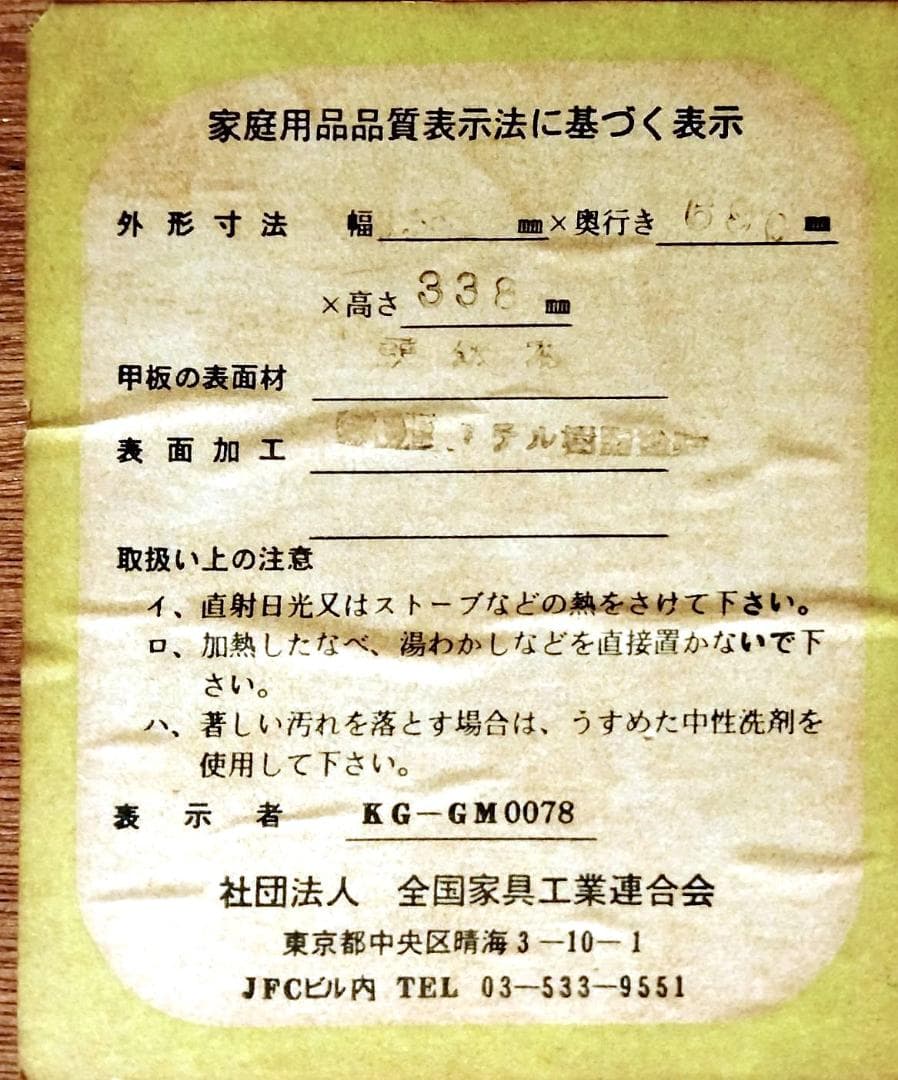 家庭用品品質表示法に基づく表示
外形寸法 幅 mm×奥行き mm
×高さ 338 mm
甲板の表面材
表面加工 テル樹脂
取扱い上の注意
イ、直射日光又はストーブなどの熱をさけて下さい。
ロ、加熱したなべ、湯わかしなどを直接置かないで下
さい。
ハ、著しい汚れを落とす場合は、うすめた中性洗剤を
使用して下さい。
表示者 KG-GM0078
社団法人 全国家具工業連合会
東京都中央区晴海3-10-1
JFCビル内 TEL 03-533-9551